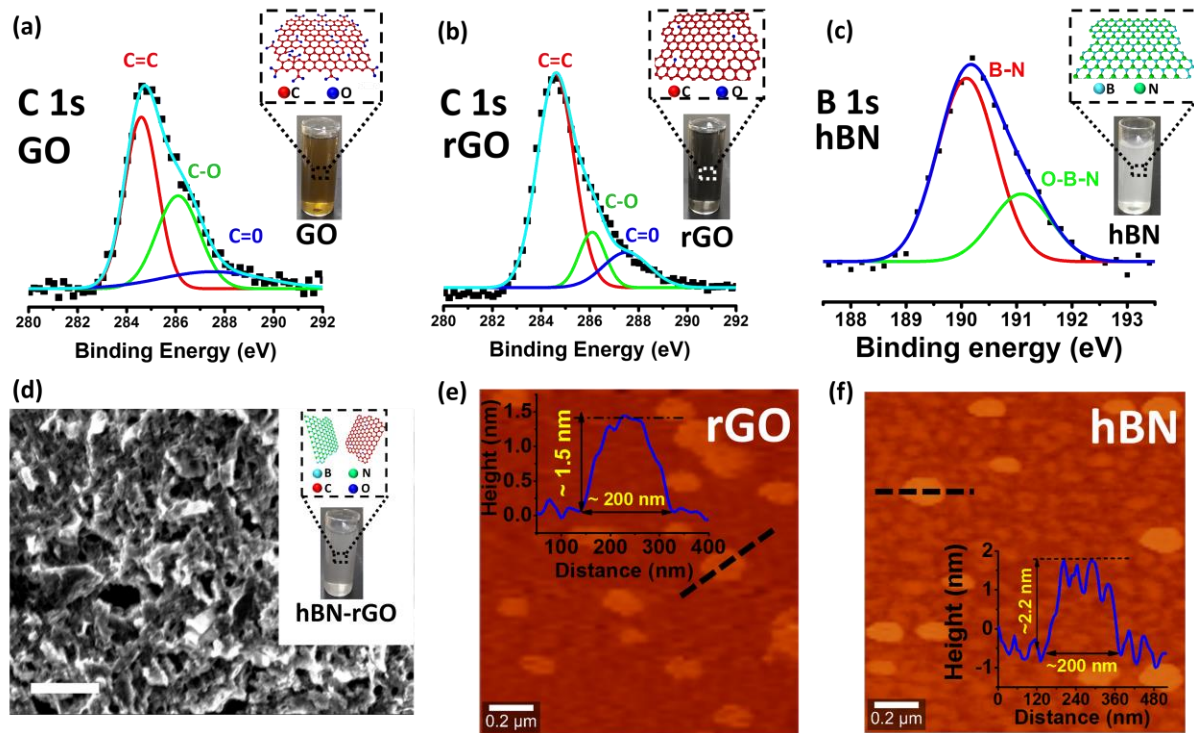 (a)
C 1s
GO
C=C
C-O
C=0
C O
GO
280 282 284 286 288 290 292
Binding Energy (eV)
(b)
C 1s
rGO
C-O
C=0
C O
rGO
280 282 284 286 288 290 292
Binding Energy (eV)
(c)
B 1s
hBN
B-N
O-B-N
B N
hBN
188 189 190 191 192 193
Binding energy (eV)
(d)
B N
C O
hBN-rGO
(e)
rGO
Height (nm)
1.5
1.0
0.5
0.0
~ 1.5 nm
~ 200 nm
100 200 300 400
Distance (nm)
0.2 µm
(f)
hBN
Height (nm)
2
1
0
-1
~2.2 nm
~200 nm
0 120 240 360 480
Distance (nm)
0.2 µm